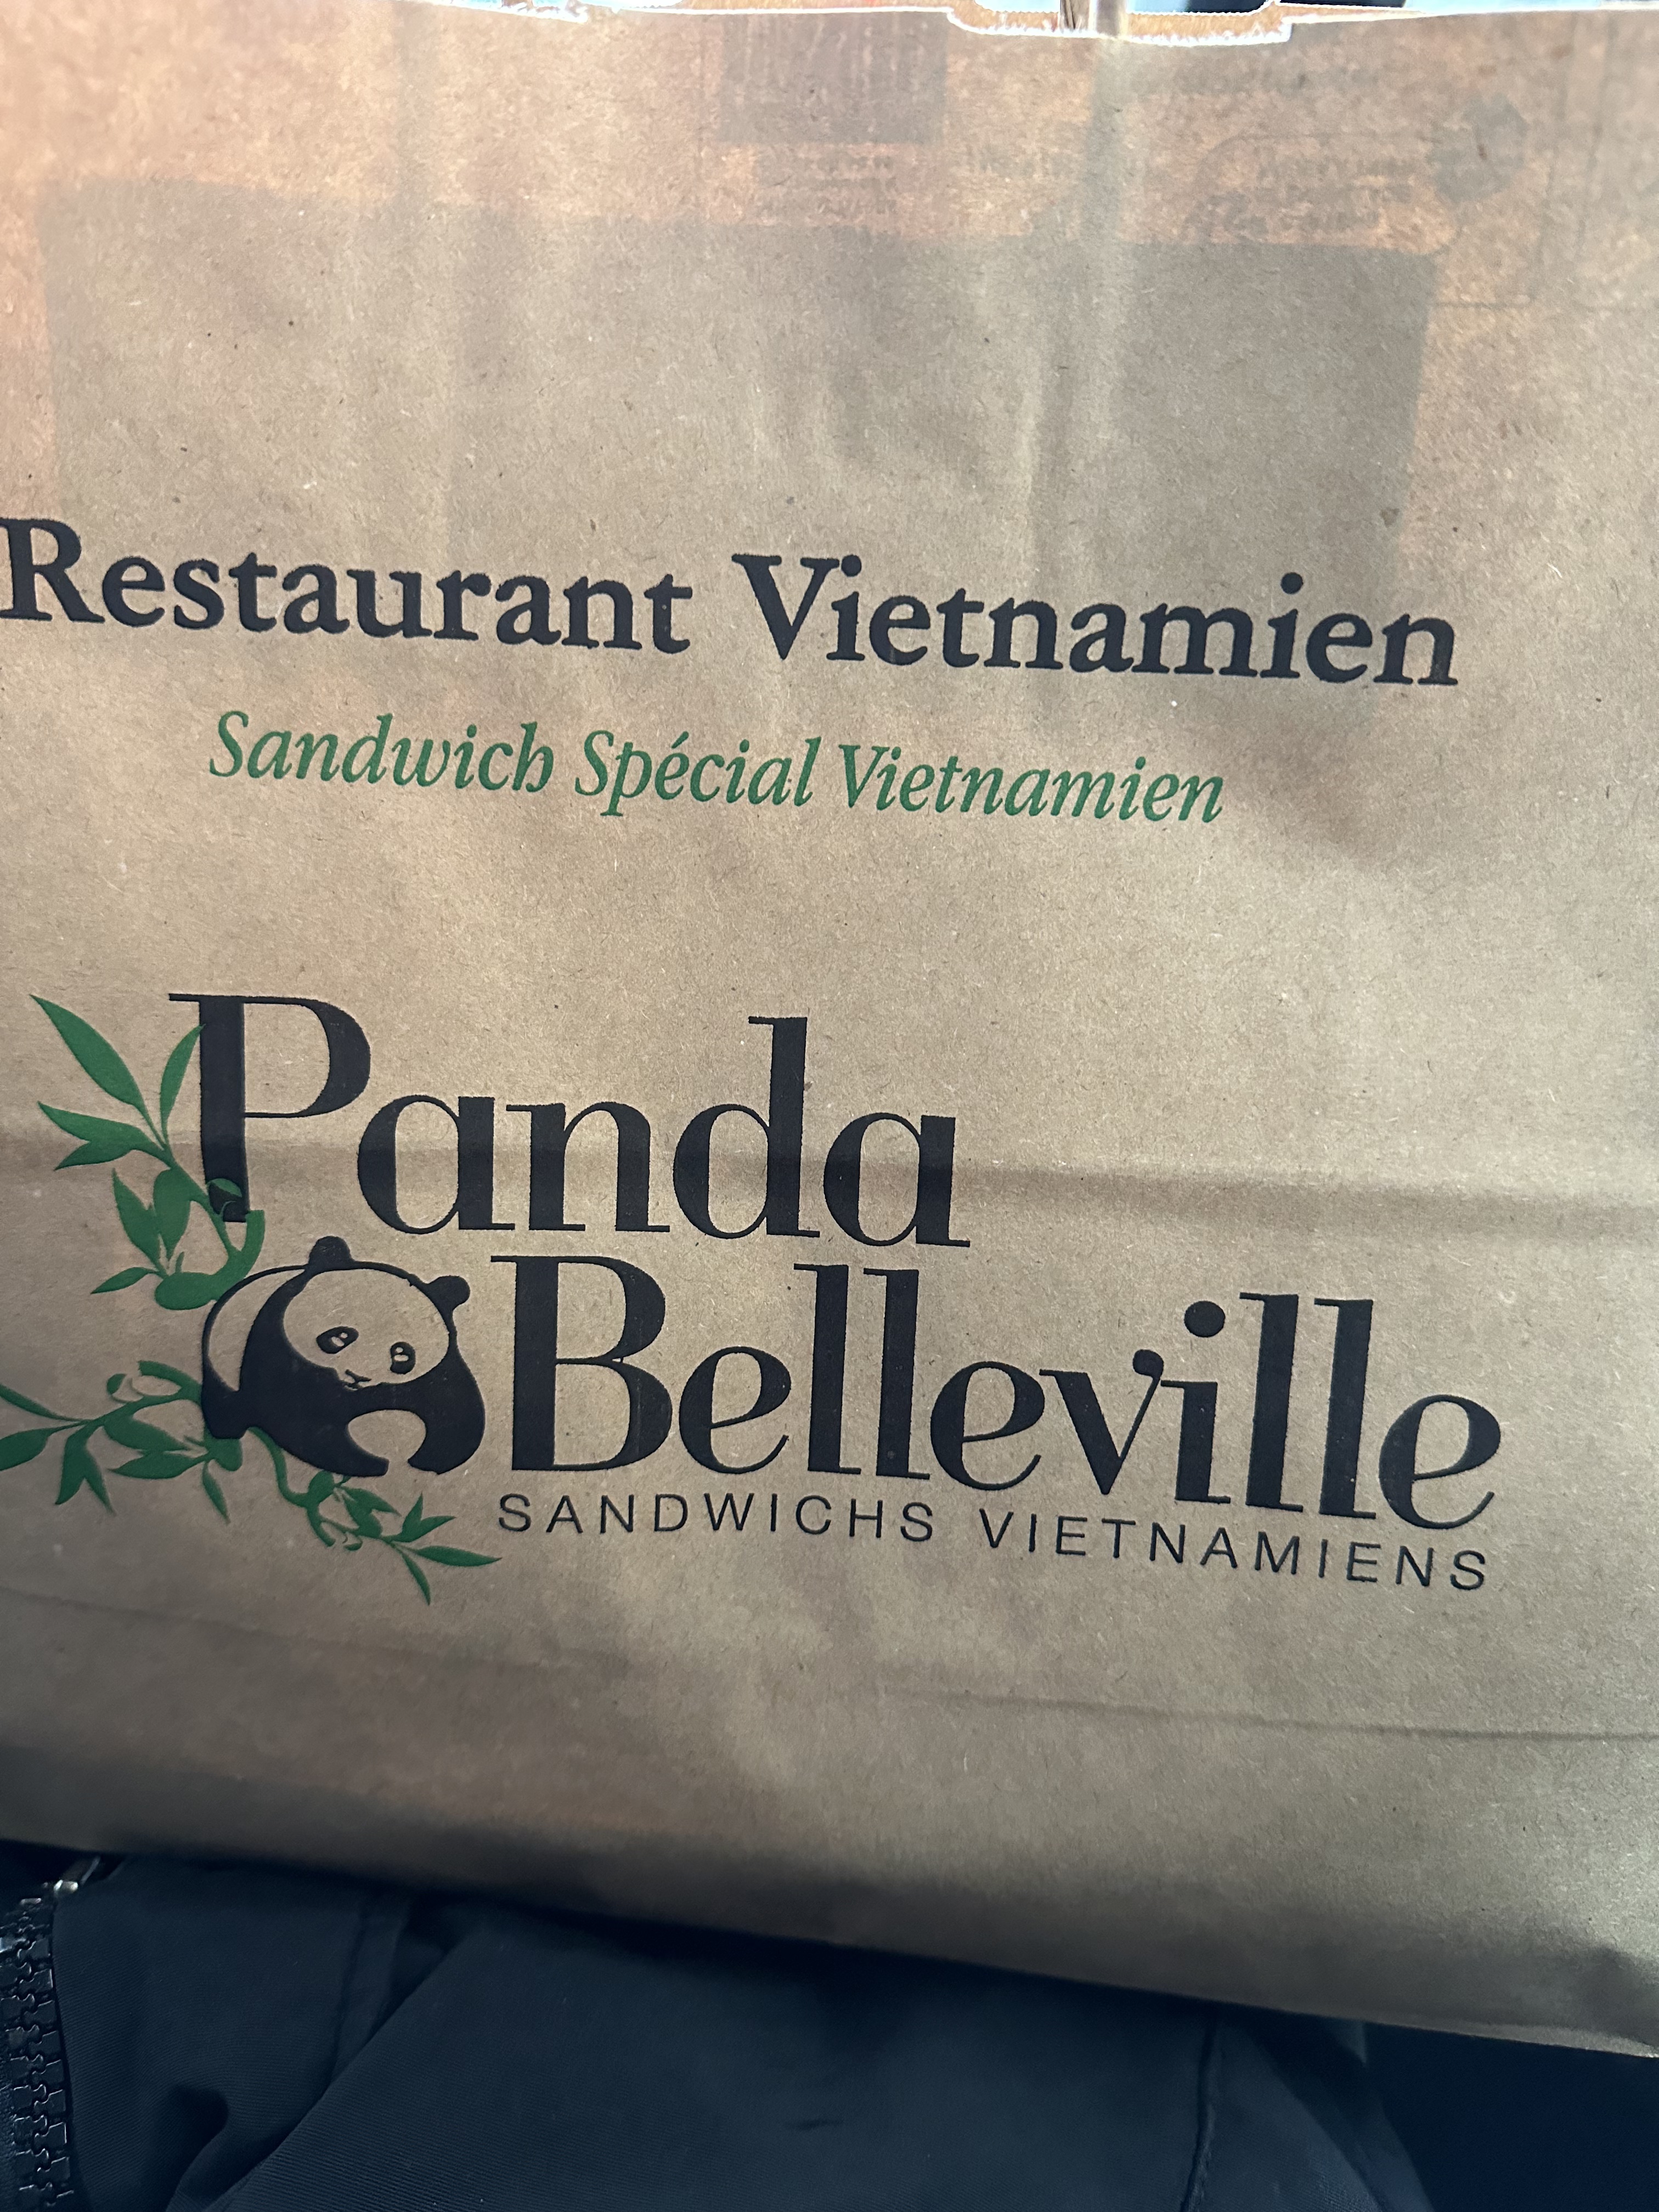 Restaurant Vietnamien
Sandwich Spécial Vietnamien
Panda
Belleville
SANDWICHS VIETNAMIENS